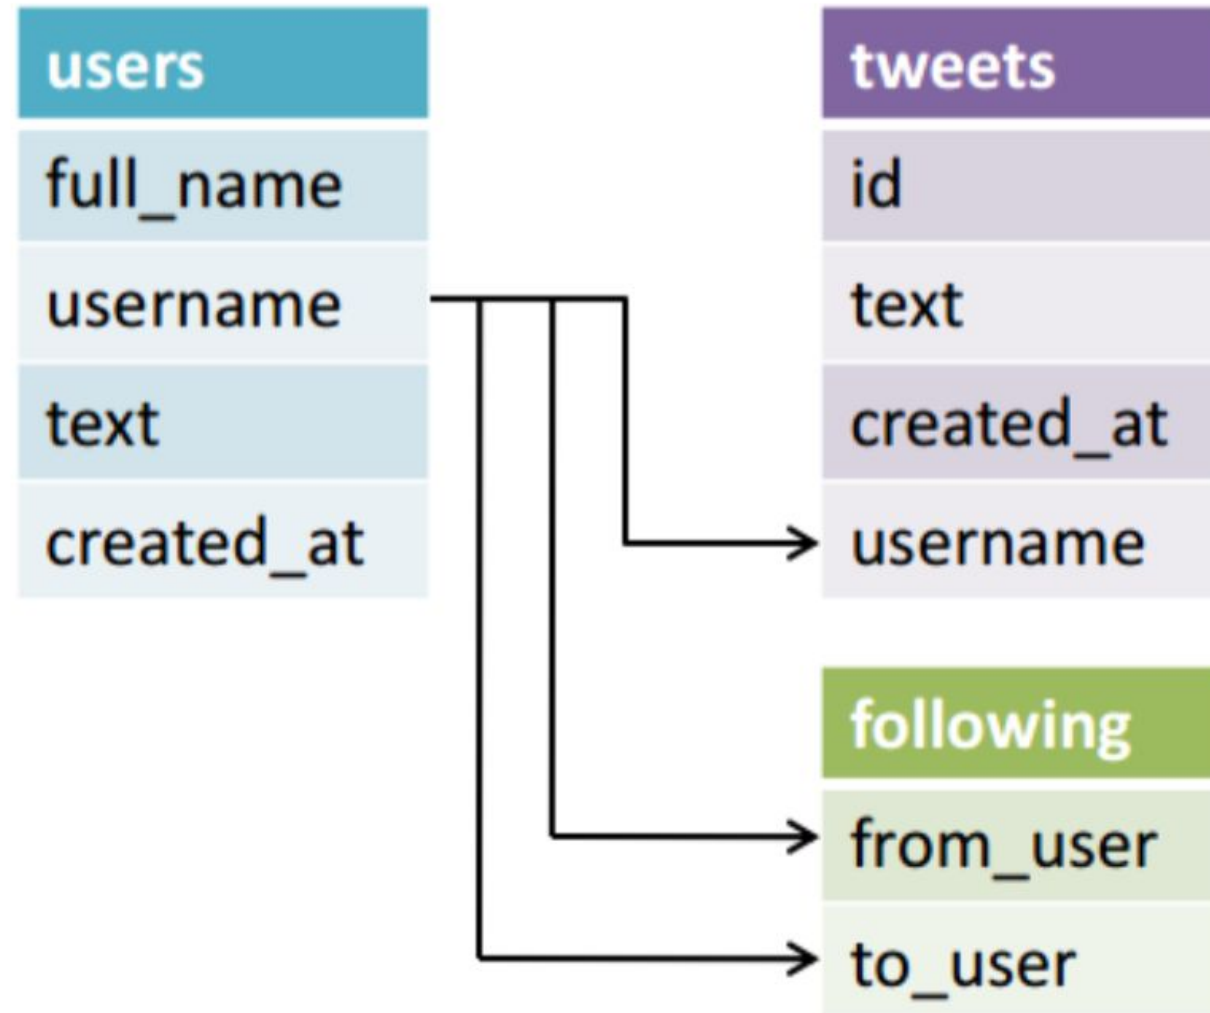 users
full_name
username
text
created_at
tweets
id
text
created_at
username
following
from_user
to_user